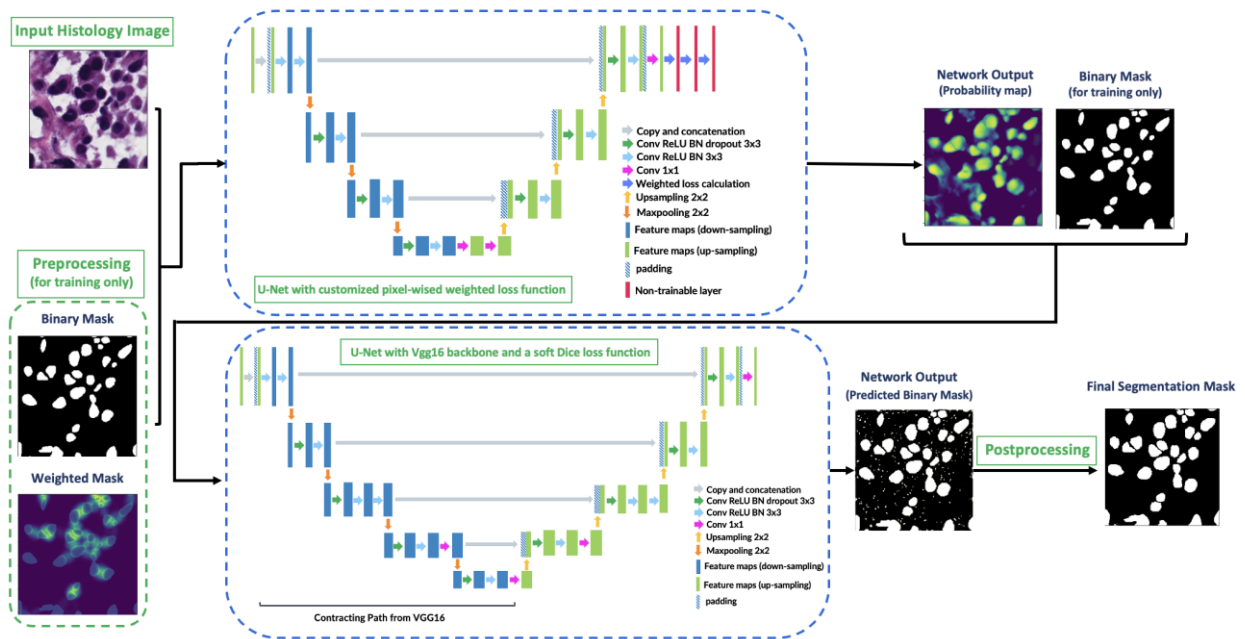 Input Histology Image
Preprocessing
(for training only)
Binary Mask
Weighted Mask
Copy and concatenation
Conv ReLU BN dropout 3x3
Conv ReLU BN 3x3
Conv 1x1
Weighted loss calculation
Upsampling 2x2
Maxpooling 2x2
Feature maps (down-sampling)
Feature maps (up-sampling)
padding
Non-trainable layer
U-Net with customized pixel-wised weighted loss function
Network Output
(Probability map)
Binary Mask
(for training only)
U-Net with Vgg16 backbone and a soft Dice loss function
Copy and concatenation
Conv ReLU BN dropout 3x3
Conv ReLU BN 3x3
Conv 1x1
Upsampling 2x2
Maxpooling 2x2
Feature maps (down-sampling)
Feature maps (up-sampling)
padding
Contracting Path from VGG16
Network Output
(Predicted Binary Mask)
Postprocessing
Final Segmentation Mask